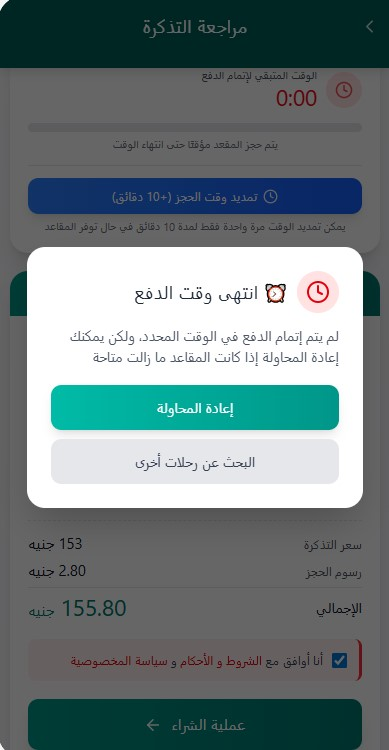 مراجعة التذكرة
الوقت المتبقي لإتمام الدفع
0:00
يتم حجز المقعد مؤقتًا حتى انتهاء الوقت
تمديد وقت الحجز (+10 دقائق)
يمكن تمديد الوقت مرة واحدة فقط لمدة 10 دقائق في حال توفر المقاعد
انتهى وقت الدفع
لم يتم إتمام الدفع في الوقت المحدد، ولكن يمكنك
إعادة المحاولة إذا كانت المقاعد ما زالت متاحة
إعادة المحاولة
البحث عن رحلات أخرى
سعر التذكرة 153 جنيه
رسوم الحجز 2.80 جنيه
الإجمالي 155.80 جنيه
أنا أوافق مع الشروط و الأحكام و سياسة المخصوصية
عملية الشراء